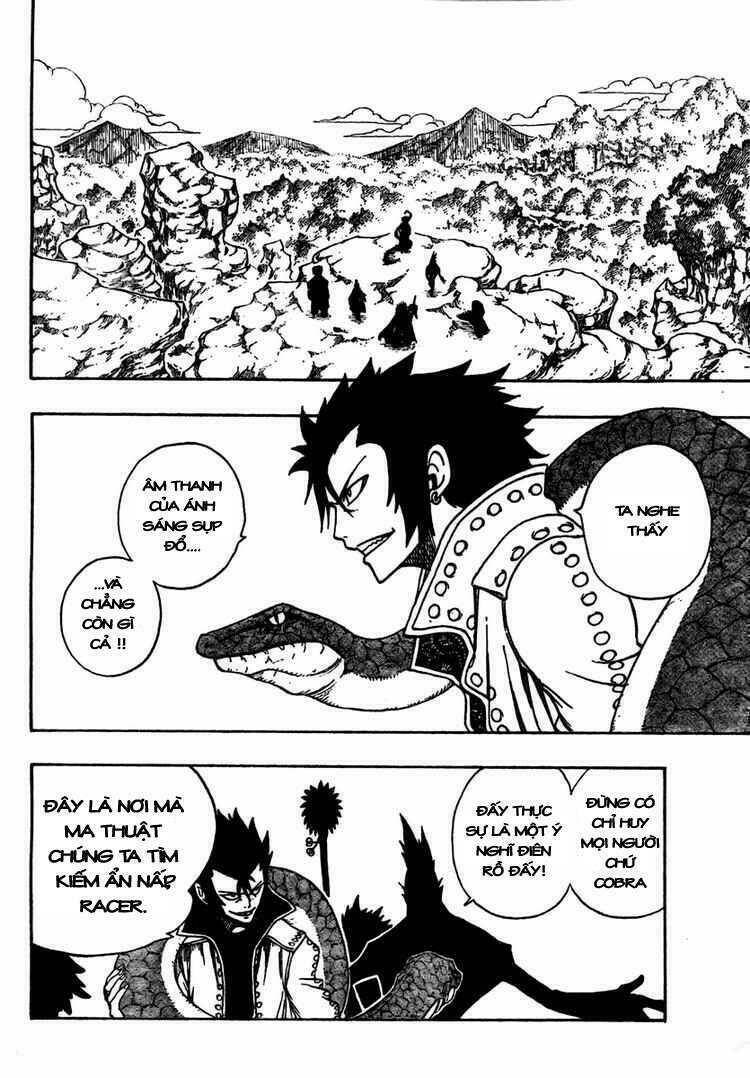 TA NGHE
THẤY
ÂM THANH
CỦA ÁNH
SÁNG SỤP
ĐỔ....
...VÀ
CHẲNG
CÒN GÌ
CẢ !!
ĐỪNG CÓ
CHỈ HUY
MỌI NGƯỜI
CHỨ
COBRA
ĐẤY THỰC
SỰ LÀ MỘT Ý
NGHĨ ĐIÊN
RỒ ĐẤY!
ĐÂY LÀ NƠI MÀ
MA THUẬT
CHÚNG TA TÌM
KIẾM ẨN NẤP,
RACER.